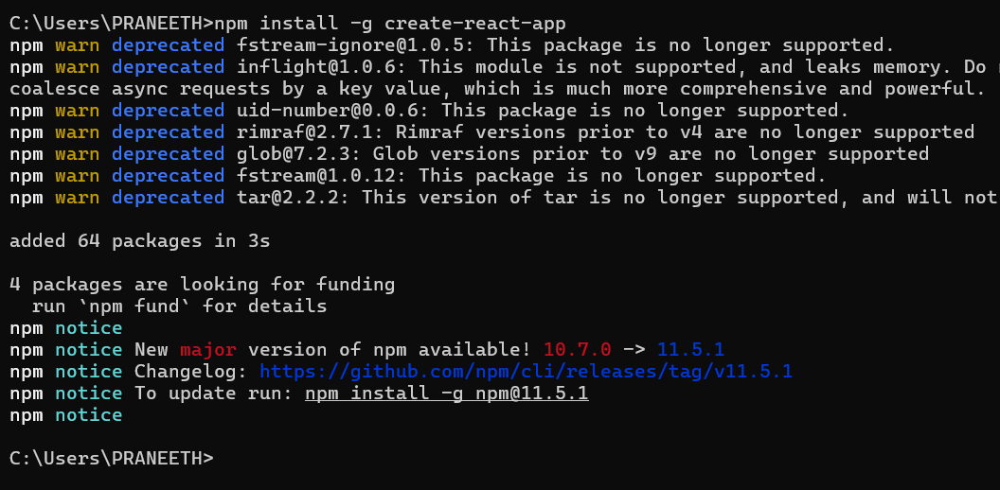 C:\Users\PRANEETH>npm install -g create-react-app
npm warn deprecated fstream-ignore@1.0.5: This package is no longer supported.
npm warn deprecated inflight@1.0.6: This module is not supported, and leaks memory. Do
coalesce async requests by a key value, which is much more comprehensive and powerful.
npm warn deprecated uid-number@0.0.6: This package is no longer supported.
npm warn deprecated rimraf@2.7.1: Rimraf versions prior to v4 are no longer supported
npm warn deprecated glob@7.2.3: Glob versions prior to v9 are no longer supported
npm warn deprecated fstream@1.0.12: This package is no longer supported.
npm warn deprecated tar@2.2.2: This version of tar is no longer supported, and will not
added 64 packages in 3s
4 packages are looking for funding
  run `npm fund` for details
npm notice
npm notice New major version of npm available! 10.7.0 -> 11.5.1
npm notice Changelog: https://github.com/npm/cli/releases/tag/v11.5.1
npm notice To update run: npm install -g npm@11.5.1
npm notice
C:\Users\PRANEETH>